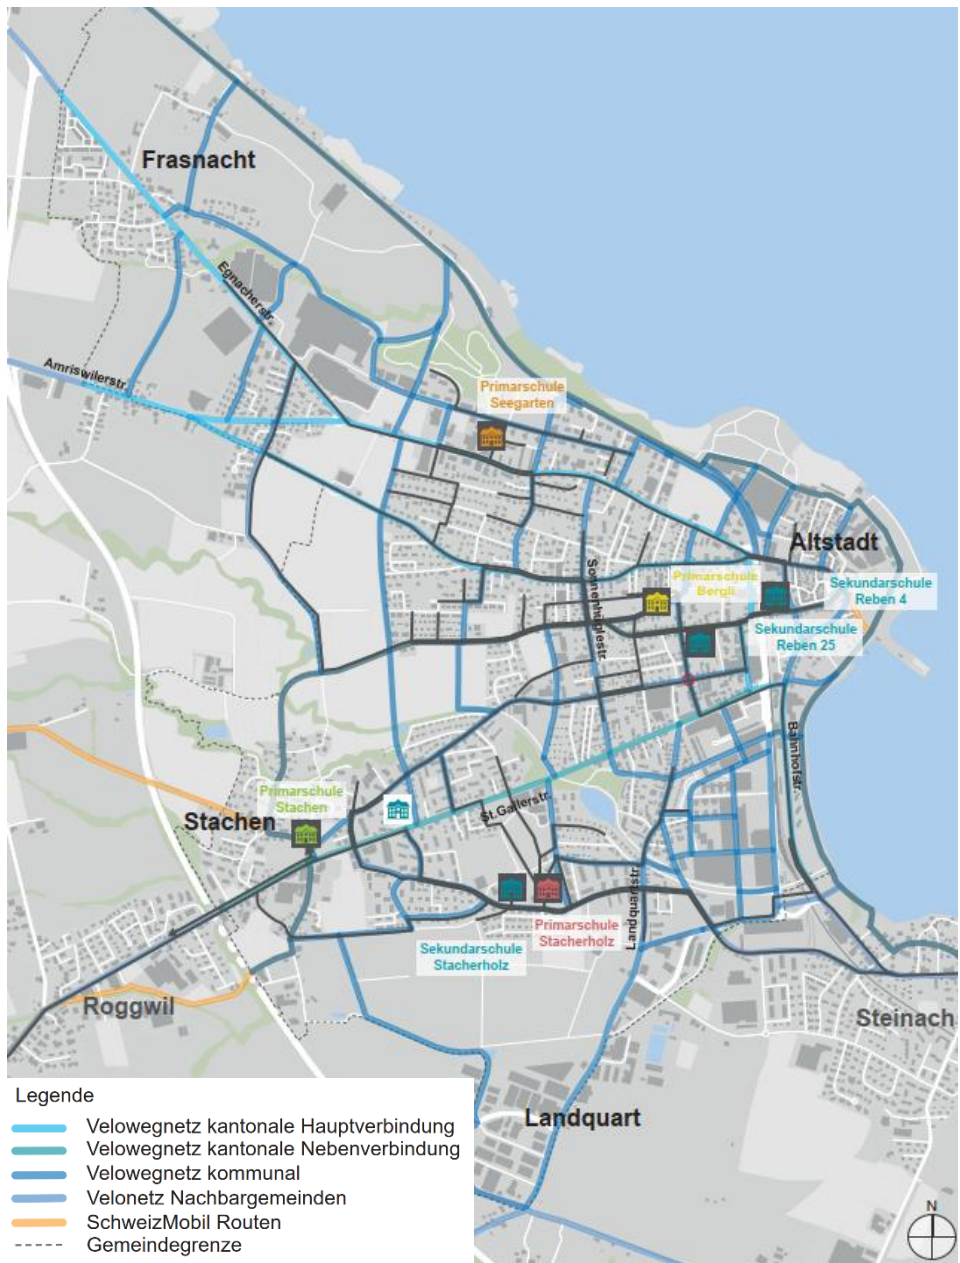 Frasnacht
Egnacherstr.
Amriswilerstr.
Primarschule
Seegarten
Altstadt
Sonnenhügelstr.
Primarschule
Bergli
Sekundarschule
Reben 4
Sekundarschule
Reben 25
Bahnhofstr.
Primarschule
Stachen
Stachen
St.Gallerstr.
Landquartstr.
Primarschule
Stacherholz
Sekundarschule
Stacherholz
Roggwil
Steinach
Landquart
Legende
Velowegnetz kantonale Hauptverbindung
Velowegnetz kantonale Nebenverbindung
Velowegnetz kommunal
Velonetz Nachbargemeinden
SchweizMobil Routen
Gemeindegrenze
N